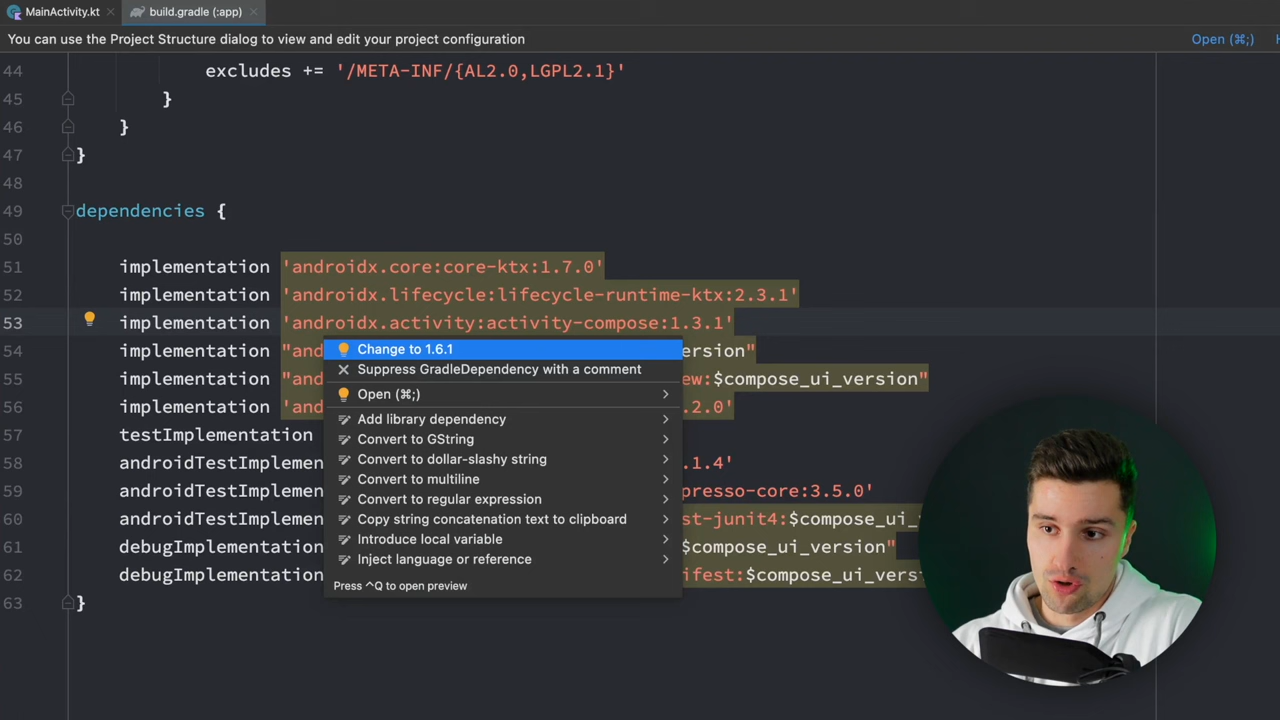 MainActivity.kt
build.gradle (:app)
You can use the Project Structure dialog to view and edit your project configuration
Open (⌘;)
44 excludes += '/META-INF/{AL2.0,LGPL2.1}'
45 }
46 }
47 }
48
49 dependencies {
50
51 implementation 'androidx.core:core-ktx:1.7.0'
52 implementation 'androidx.lifecycle:lifecycle-runtime-ktx:2.3.1'
53 implementation 'androidx.activity:activity-compose:1.3.1'
54 implementation "and ersion"
55 implementation "and ew:$compose_ui_version"
56 implementation 'and .2.0'
57 testImplementation
58 androidTestImplemen .1.4'
59 androidTestImplemen presso-core:3.5.0'
60 androidTestImplemen st-junit4:$compose_ui_
61 debugImplementation $compose_ui_version"
62 debugImplementation ifest:$compose_ui_versi
63 }
Change to 1.6.1
Suppress GradleDependency with a comment
Open (⌘;)
Add library dependency
Convert to GString
Convert to dollar-slashy string
Convert to multiline
Convert to regular expression
Copy string concatenation text to clipboard
Introduce local variable
Inject language or reference
Press ^Q to open preview